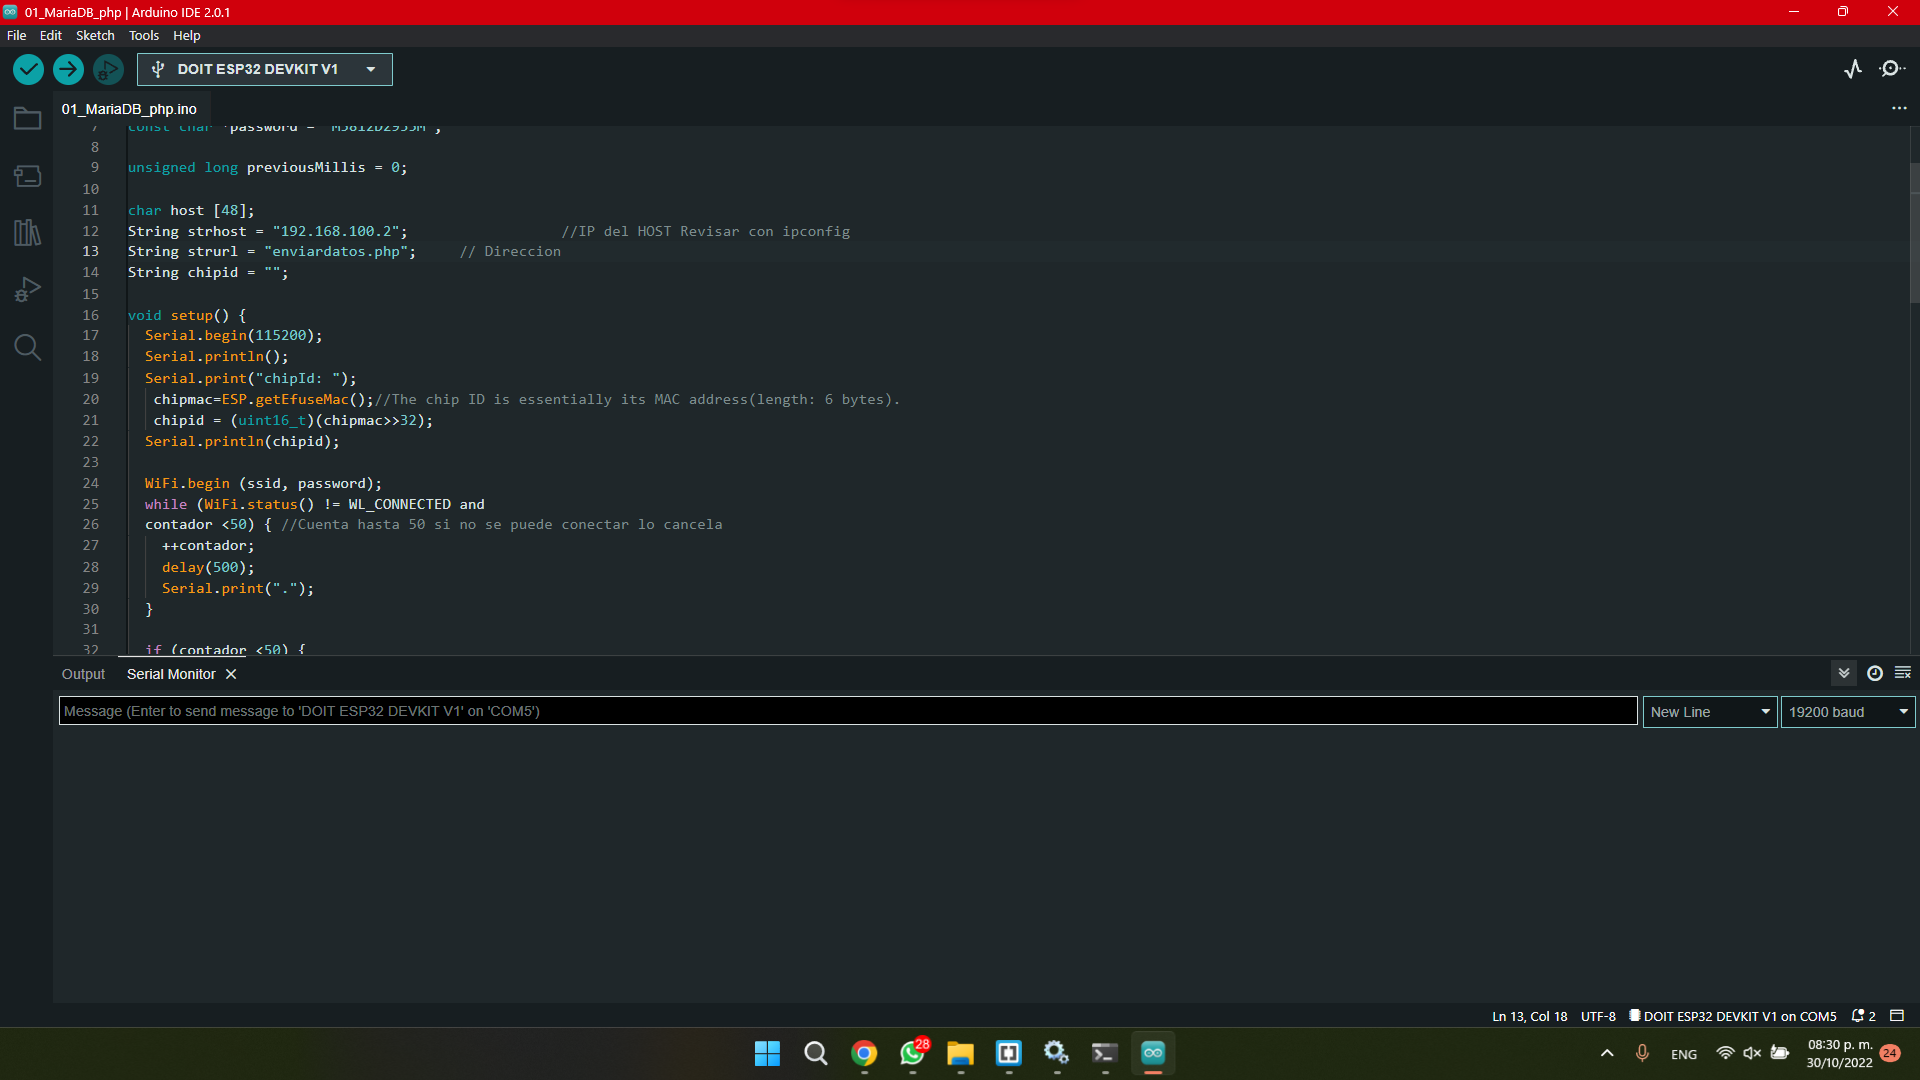 01_MariaDB_php | Arduino IDE 2.0.1
File Edit Sketch Tools Help
DOIT ESP32 DEVKIT V1
01_MariaDB_php.ino
7 const char *password =
8
9 unsigned long previousMillis = 0;
10
11 char host [48];
12 String strhost = "192.168.100.2"; //IP del HOST Revisar con ipconfig
13 String strurl = "enviardatos.php"; // Direccion
14 String chipid = "";
15
16 void setup() {
17 Serial.begin(115200);
18 Serial.println();
19 Serial.print("chipId: ");
20 chipmac=ESP.getEfuseMac();//The chip ID is essentially its MAC address(length: 6 bytes).
21 chipid = (uint16_t)(chipmac>>32);
22 Serial.println(chipid);
23
24 WiFi.begin (ssid, password);
25 while (WiFi.status() != WL_CONNECTED and
26 contador <50) { //Cuenta hasta 50 si no se puede conectar lo cancela
27 ++contador;
28 delay(500);
29 Serial.print(".");
30 }
31
32 if (contador <50) {
Output Serial Monitor
Message (Enter to send message to 'DOIT ESP32 DEVKIT V1' on 'COM5')
New Line
19200 baud
Ln 13, Col 18 UTF-8 DOIT ESP32 DEVKIT V1 on COM5 2
28
ENG
08:30 p. m.
30/10/2022
24